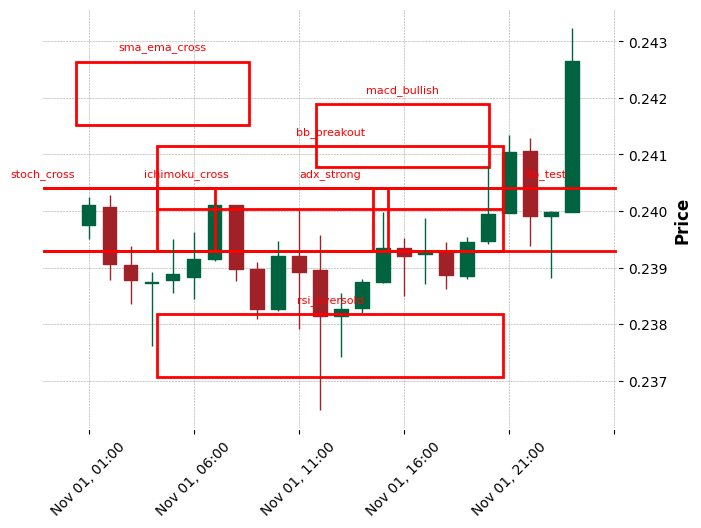 sma_ema_cross
macd_bullish
bb_breakout
stoch_cross
ichimoku_cross
adx_strong
_test
rsi_oversold
0.243
0.242
0.241
0.240
0.239
0.238
0.237
Price
Nov 01, 01:00
Nov 01, 06:00
Nov 01, 11:00
Nov 01, 16:00
Nov 01, 21:00